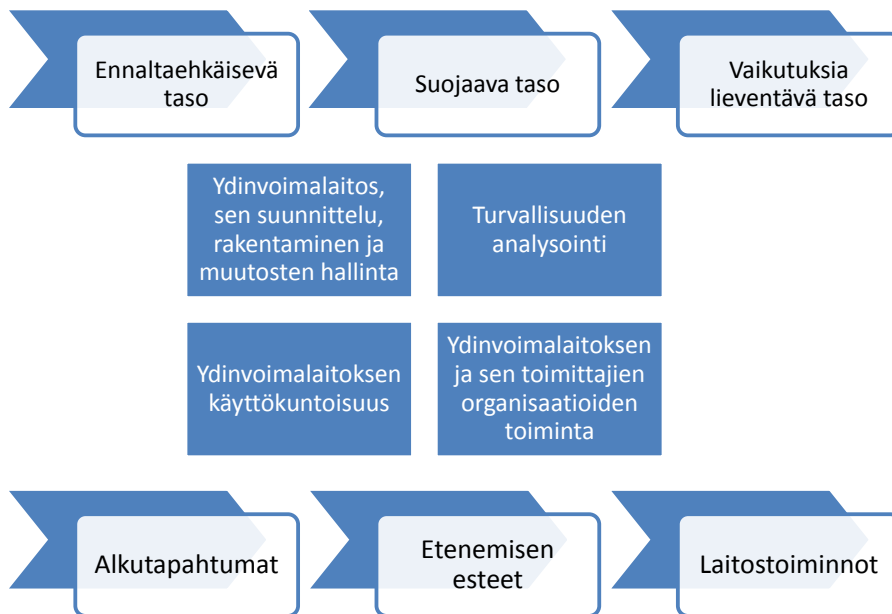 Ennaltaehkäisevä
taso
Suojaava taso
Vaikutuksia
lieventävä taso
Ydinvoimalaitos,
sen suunnittelu,
rakentaminen ja
muutosten hallinta
Turvallisuuden
analysointi
Ydinvoimalaitoksen
käyttökuntoisuus
Ydinvoimalaitoksen
ja sen toimittajien
organisaatioiden
toiminta
Alkutapahtumat
Etenemisen
esteet
Laitostoiminnot